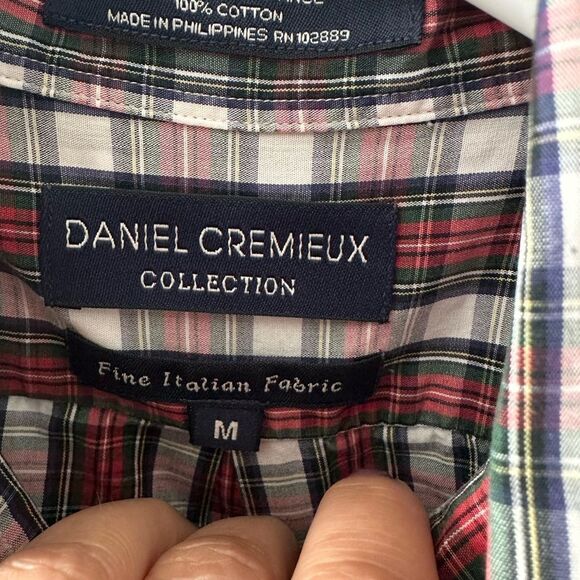 100% COTTON
MADE IN PHILIPPINES RN 102889
DANIEL CREMIEUX
COLLECTION
Fine Italian Fabric
M